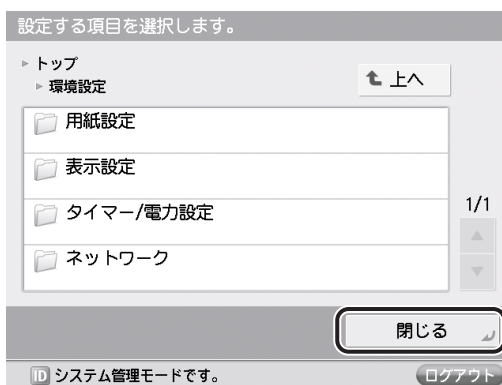 設定する項目を選択します。
トップ
環境設定
上へ
用紙設定
表示設定
タイマー/電力設定
ネットワーク
1/1
閉じる
ID システム管理モードです。
ログアウト